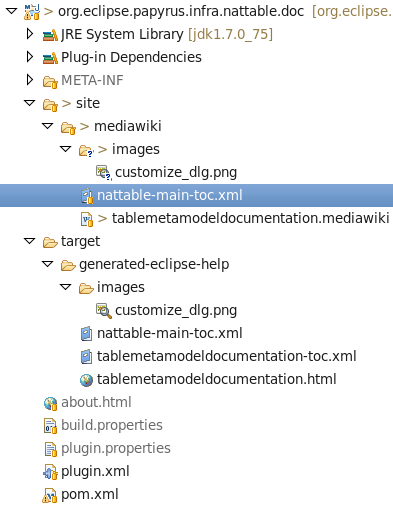 > org.eclipse.papyrus.infra.nattable.doc [org.eclipse.
JRE System Library [jdk1.7.0_75]
Plug-in Dependencies
META-INF
> site
> mediawiki
> images
customize_dlg.png
nattable-main-toc.xml
> tablemetamodeldocumentation.mediawiki
target
generated-eclipse-help
images
customize_dlg.png
nattable-main-toc.xml
tablemetamodeldocumentation-toc.xml
tablemetamodeldocumentation.html
about.html
build.properties
plugin.properties
plugin.xml
pom.xml